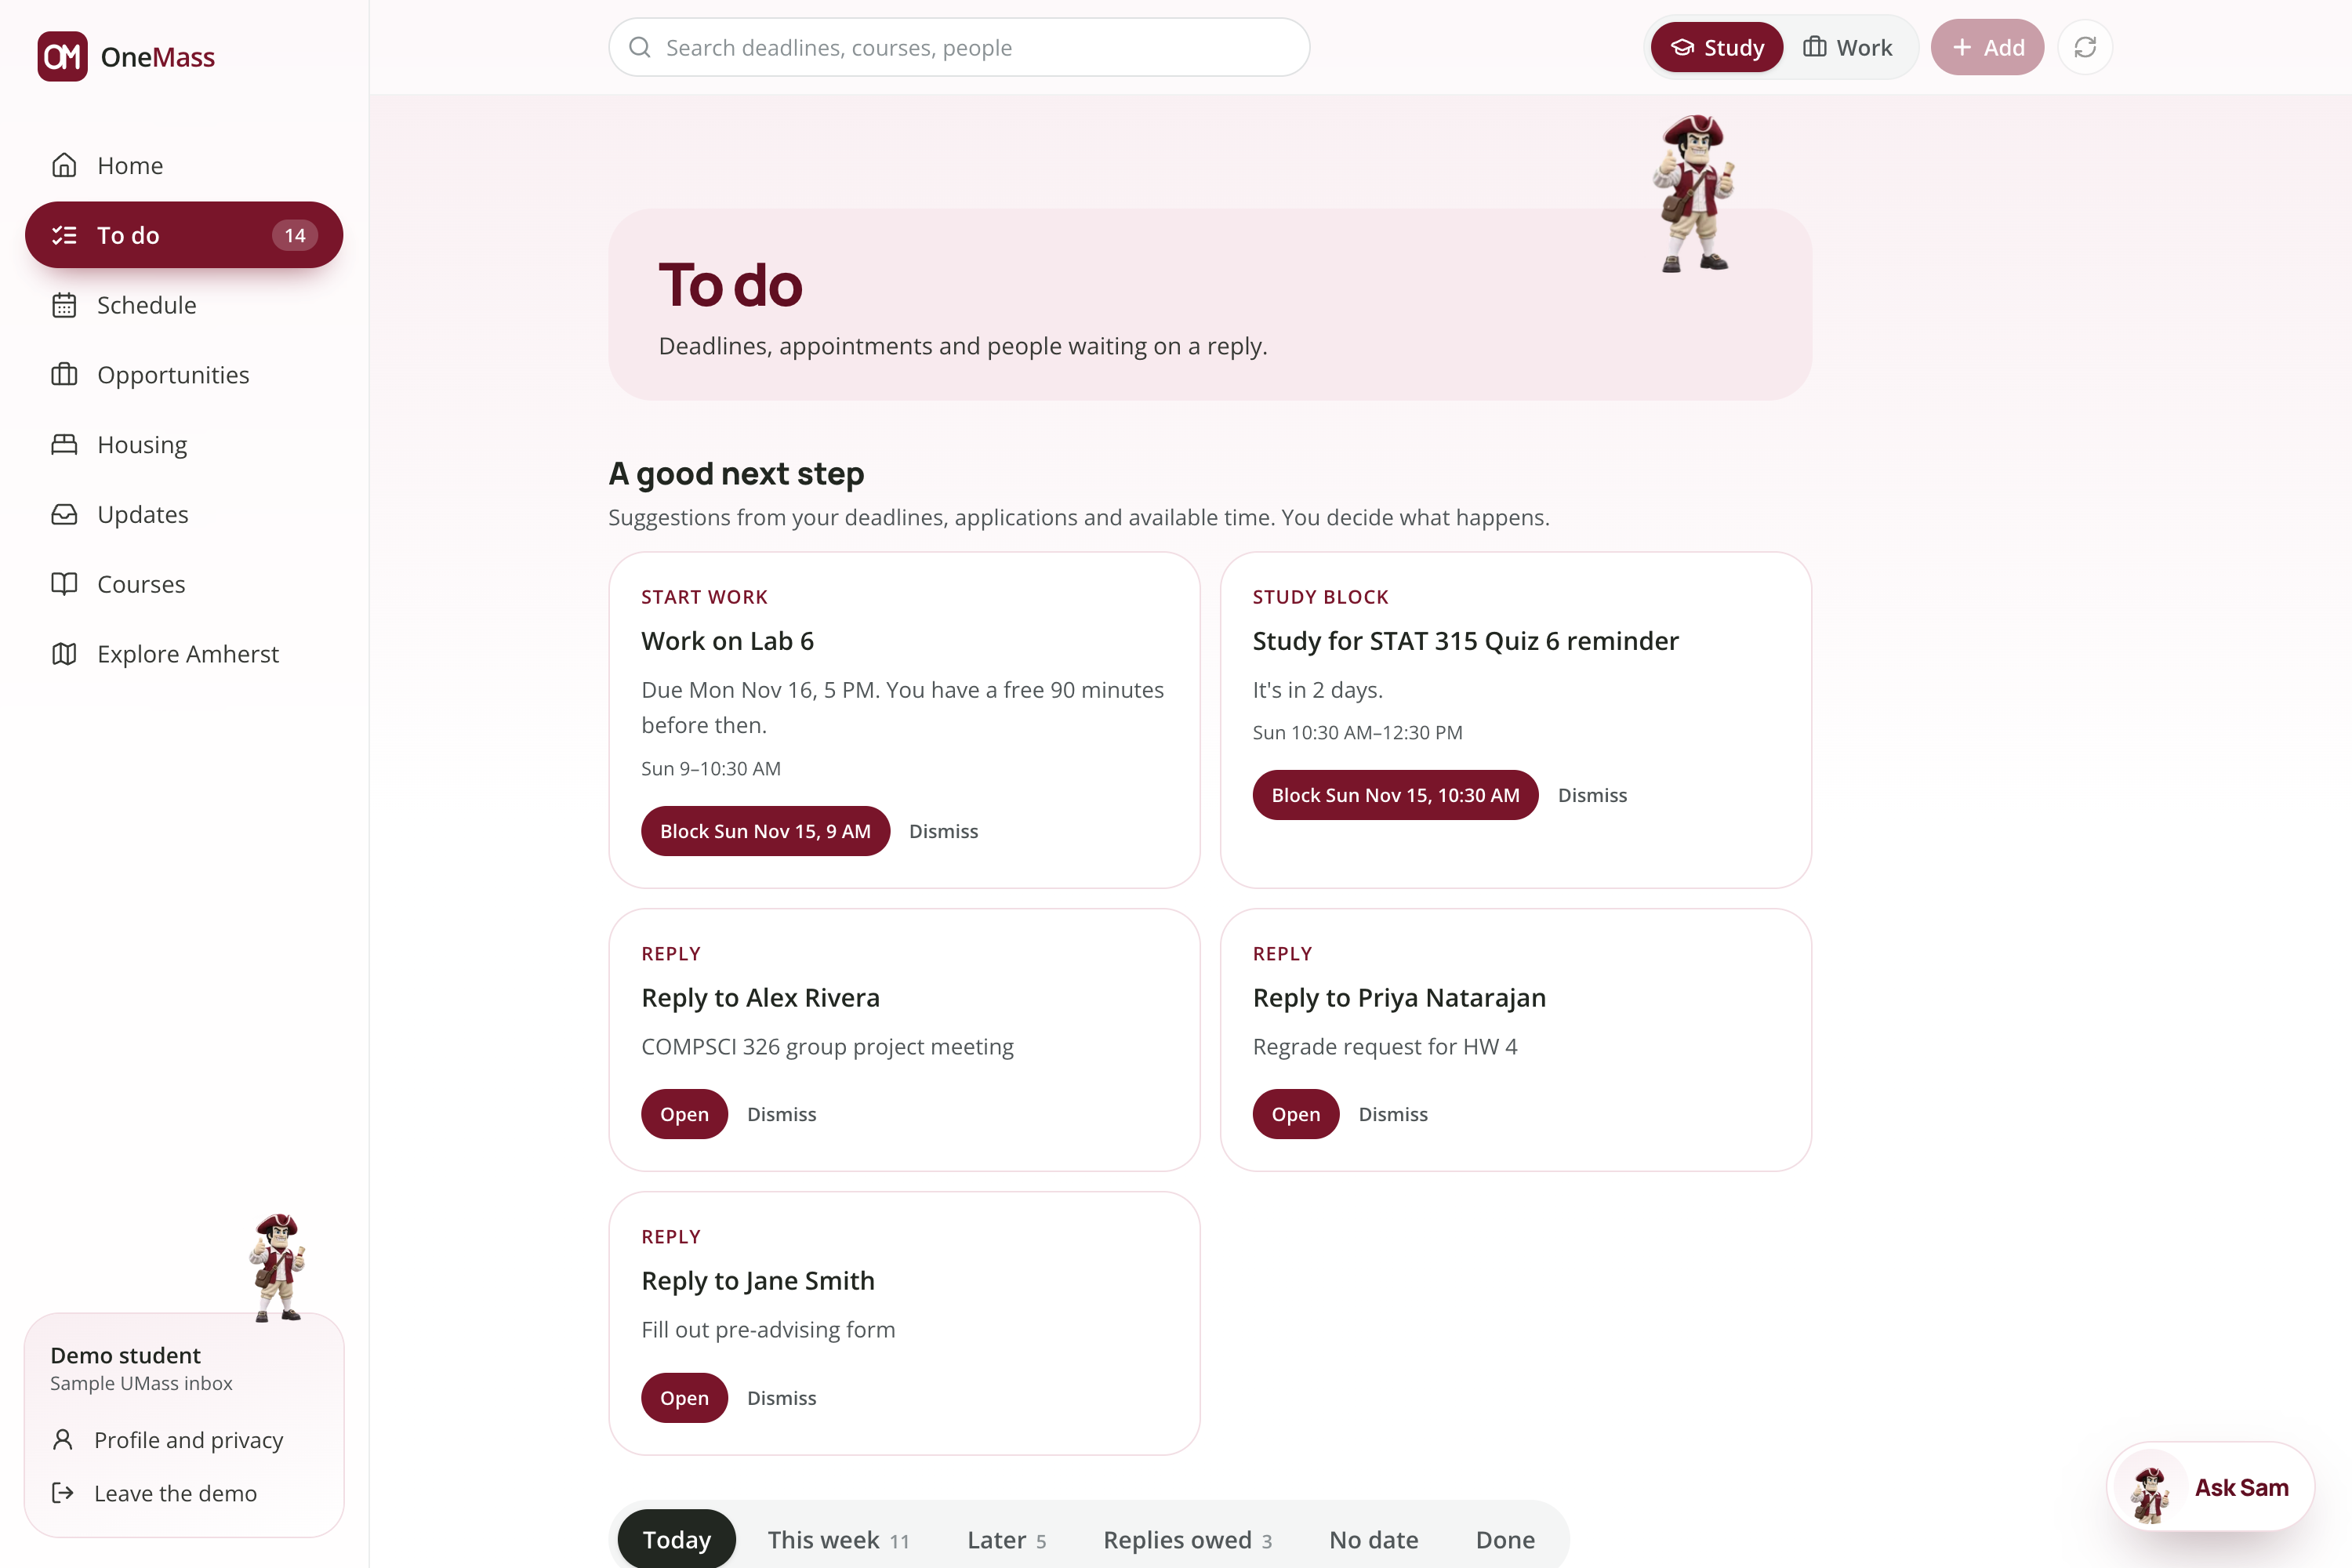 OM OneMass
Search deadlines, courses, people
Study
Work
+ Add
Home
To do 14
Schedule
Opportunities
Housing
Updates
Courses
Explore Amherst
To do
Deadlines, appointments and people waiting on a reply.
A good next step
Suggestions from your deadlines, applications and available time. You decide what happens.
START WORK
Work on Lab 6
Due Mon Nov 16, 5 PM. You have a free 90 minutes
before then.
Sun 9–10:30 AM
Block Sun Nov 15, 9 AM Dismiss
STUDY BLOCK
Study for STAT 315 Quiz 6 reminder
It's in 2 days.
Sun 10:30 AM–12:30 PM
Block Sun Nov 15, 10:30 AM Dismiss
REPLY
Reply to Alex Rivera
COMPSCI 326 group project meeting
Open Dismiss
REPLY
Reply to Priya Natarajan
Regrade request for HW 4
Open Dismiss
REPLY
Reply to Jane Smith
Fill out pre-advising form
Open Dismiss
Today This week 11 Later 5 Replies owed 3 No date Done
Demo student
Sample UMass inbox
Profile and privacy
Leave the demo
Ask Sam